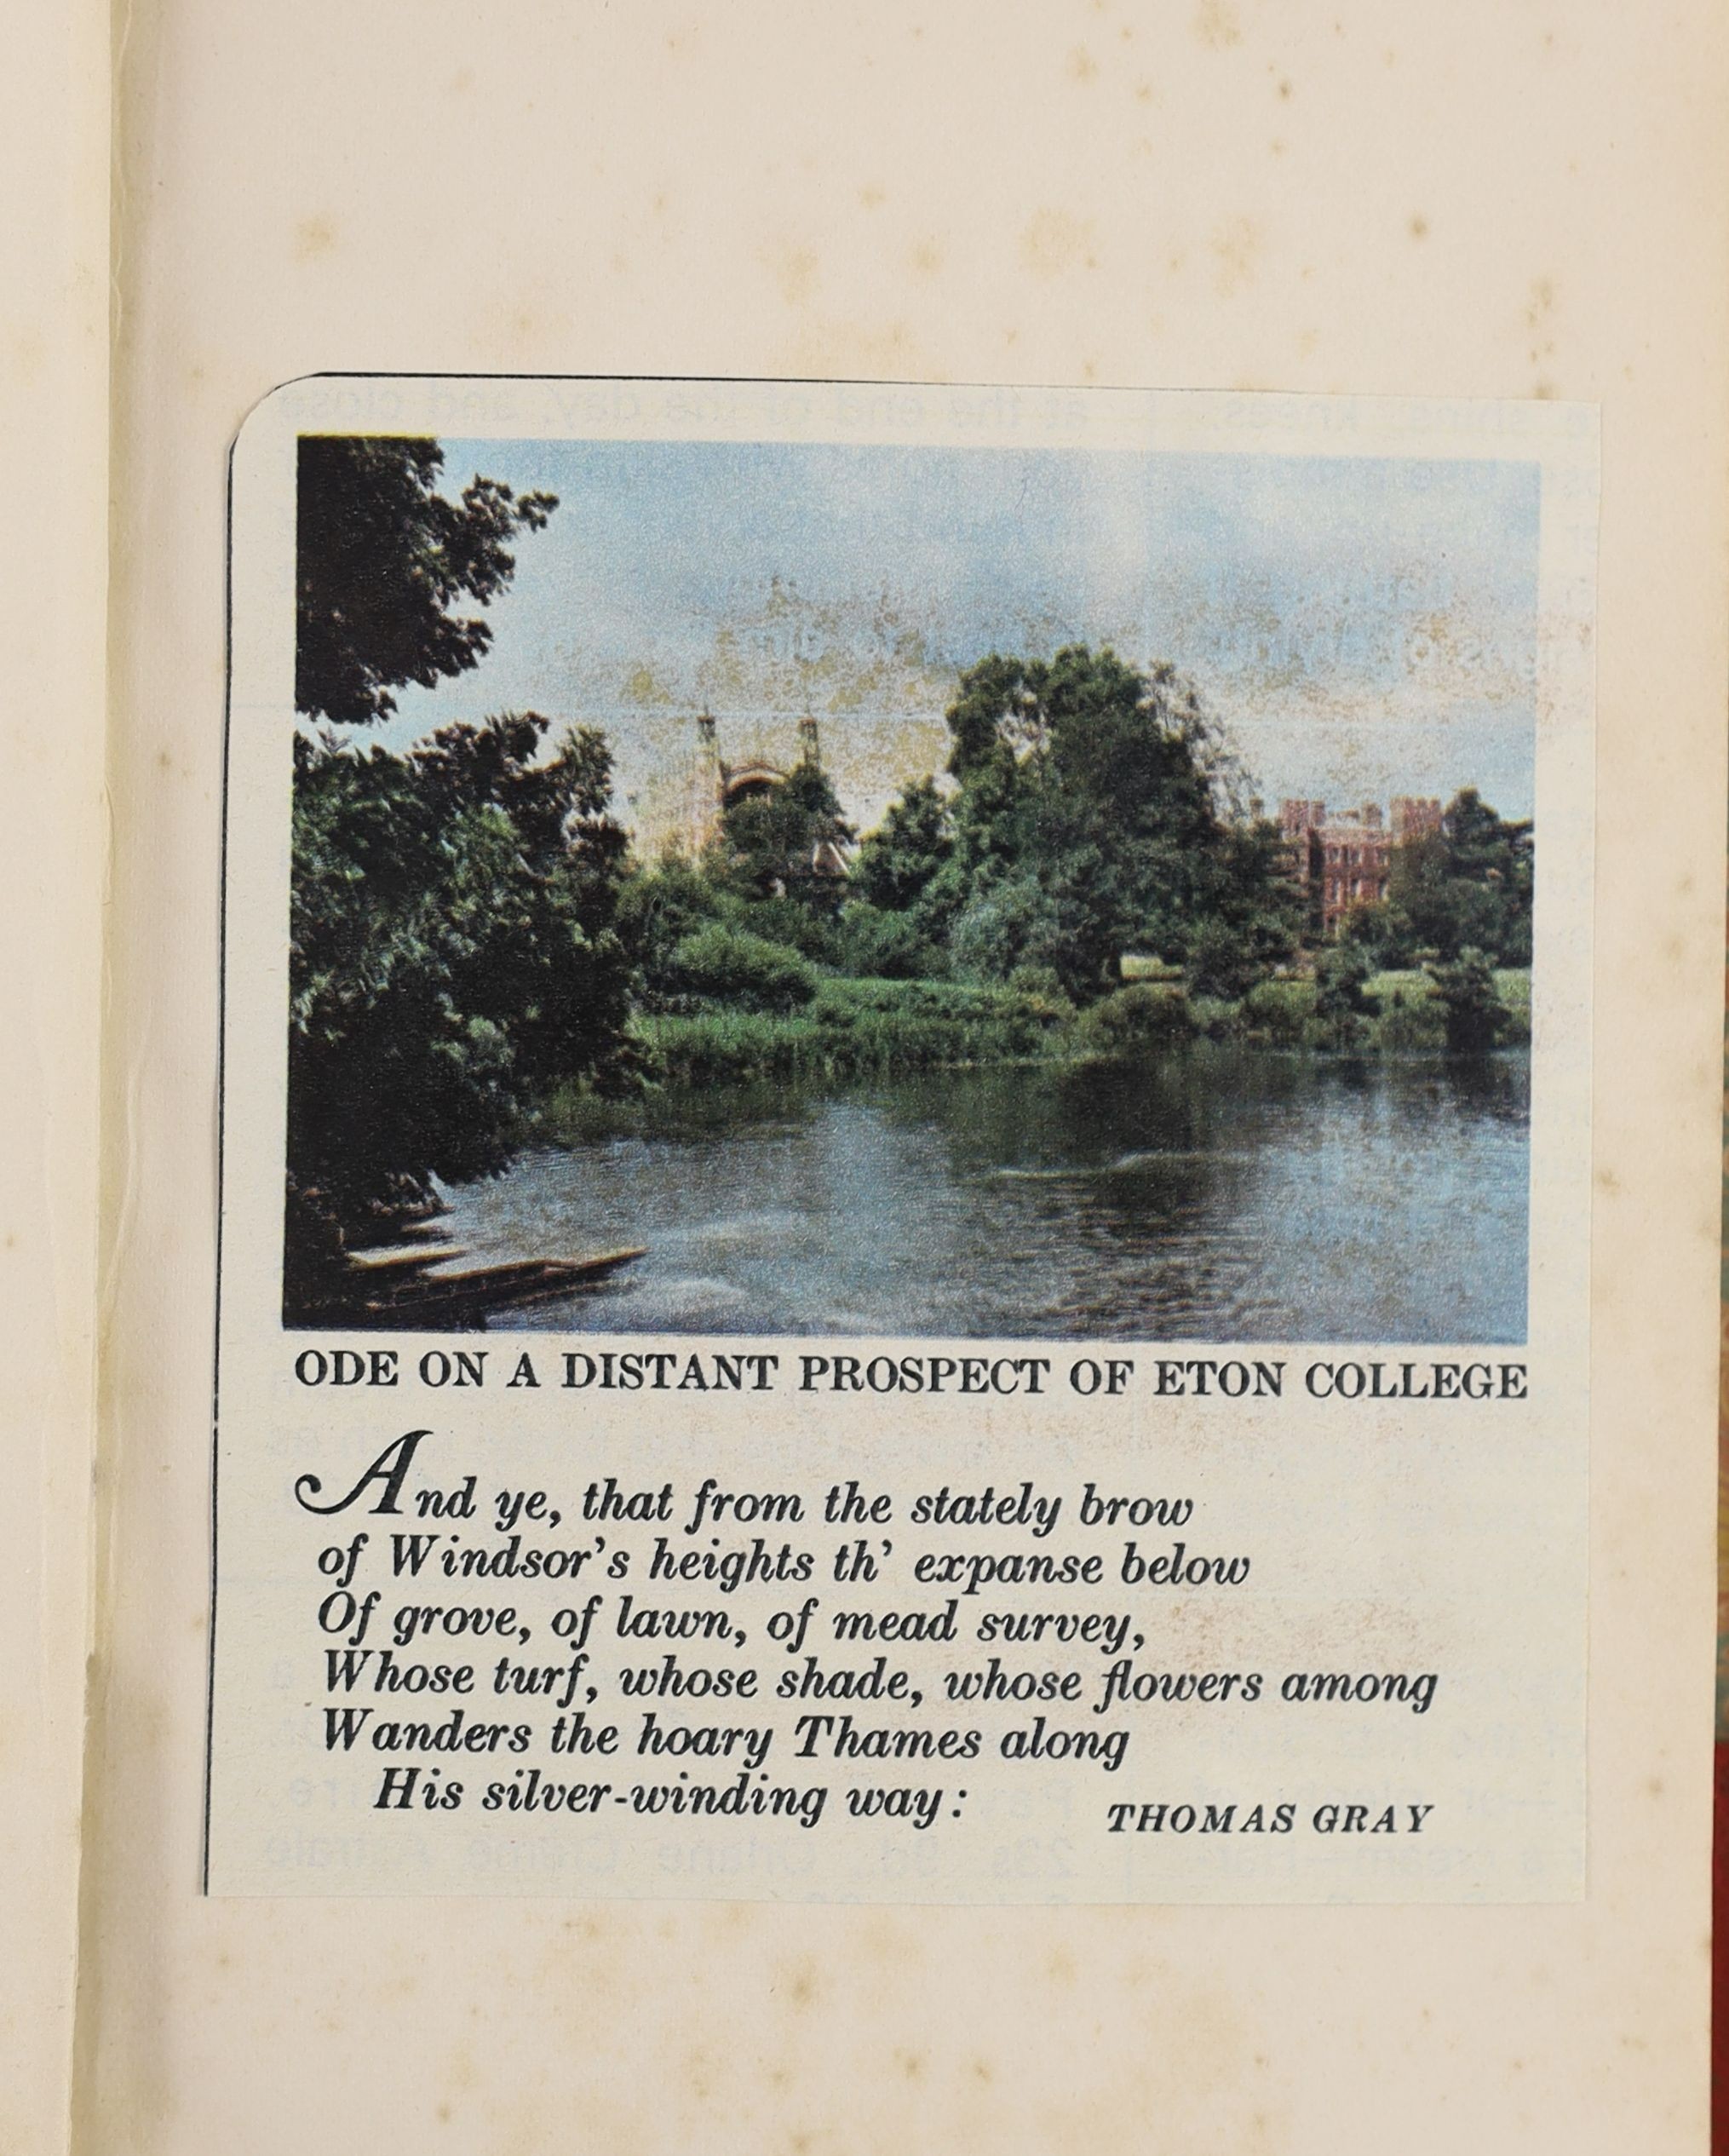 ODE ON A DISTANT PROSPECT OF ETON COLLEGE
And ye, that from the stately brow
of Windsor's heights th' expanse below
Of grove, of lawn, of mead survey,
Whose turf, whose shade, whose flowers among
Wanders the hoary Thames along
His silver-winding way:
THOMAS GRAY